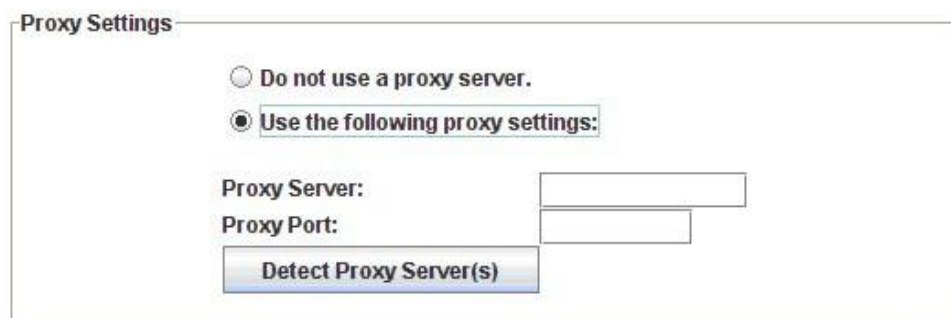 Proxy Settings
Do not use a proxy server.
Use the following proxy settings:
Proxy Server:
Proxy Port:
Detect Proxy Server(s)